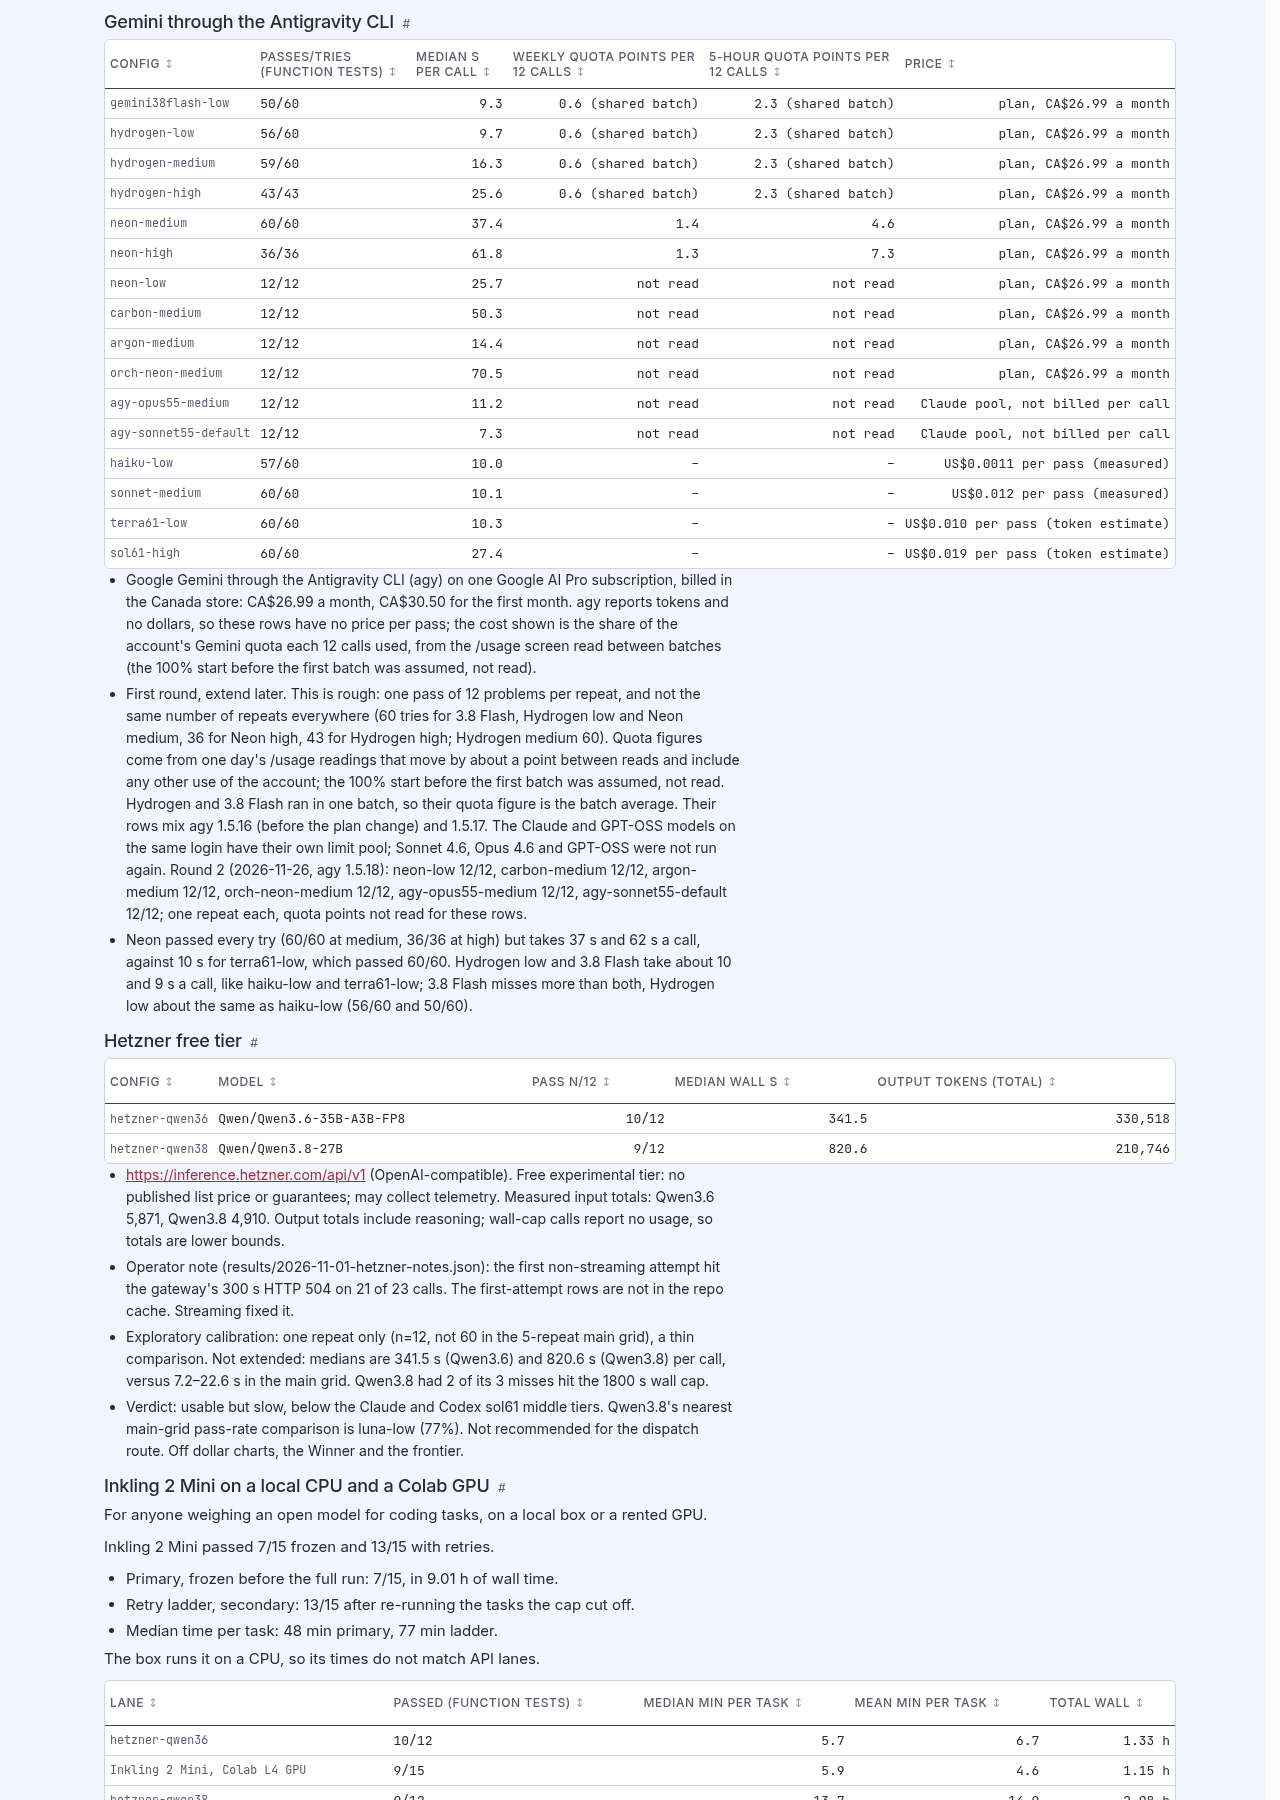 Gemini through the Antigravity CLI #
CONFIG ↕ PASSES/TRIES (FUNCTION TESTS) ↕ MEDIAN S PER CALL ↕ WEEKLY QUOTA POINTS PER 12 CALLS ↕ 5-HOUR QUOTA POINTS PER 12 CALLS ↕ PRICE ↕
gemini38flash-low 50/60 9.3 0.6 (shared batch) 2.3 (shared batch) plan, CA$26.99 a month
hydrogen-low 56/60 9.7 0.6 (shared batch) 2.3 (shared batch) plan, CA$26.99 a month
hydrogen-medium 59/60 16.3 0.6 (shared batch) 2.3 (shared batch) plan, CA$26.99 a month
hydrogen-high 43/43 25.6 0.6 (shared batch) 2.3 (shared batch) plan, CA$26.99 a month
neon-medium 60/60 37.4 1.4 4.6 plan, CA$26.99 a month
neon-high 36/36 61.8 1.3 7.3 plan, CA$26.99 a month
neon-low 12/12 25.7 not read not read plan, CA$26.99 a month
carbon-medium 12/12 50.3 not read not read plan, CA$26.99 a month
argon-medium 12/12 14.4 not read not read plan, CA$26.99 a month
orch-neon-medium 12/12 70.5 not read not read plan, CA$26.99 a month
agy-opus55-medium 12/12 11.2 not read not read Claude pool, not billed per call
agy-sonnet55-default 12/12 7.3 not read not read Claude pool, not billed per call
haiku-low 57/60 10.0 – – US$0.0011 per pass (measured)
sonnet-medium 60/60 10.1 – – US$0.012 per pass (measured)
terra61-low 60/60 10.3 – – US$0.010 per pass (token estimate)
sol61-high 60/60 27.4 – – US$0.019 per pass (token estimate)
• Google Gemini through the Antigravity CLI (agy) on one Google AI Pro subscription, billed in
the Canada store: CA$26.99 a month, CA$30.50 for the first month. agy reports tokens and
no dollars, so these rows have no price per pass; the cost shown is the share of the
account's Gemini quota each 12 calls used, from the /usage screen read between batches
(the 100% start before the first batch was assumed, not read).
• First round, extend later. This is rough: one pass of 12 problems per repeat, and not the
same number of repeats everywhere (60 tries for 3.8 Flash, Hydrogen low and Neon
medium, 36 for Neon high, 43 for Hydrogen high; Hydrogen medium 60). Quota figures
come from one day's /usage readings that move by about a point between reads and include
any other use of the account; the 100% start before the first batch was assumed, not read.
Hydrogen and 3.8 Flash ran in one batch, so their quota figure is the batch average. Their
rows mix agy 1.5.16 (before the plan change) and 1.5.17. The Claude and GPT-OSS models on
the same login have their own limit pool; Sonnet 4.6, Opus 4.6 and GPT-OSS were not run
again. Round 2 (2026-11-26, agy 1.5.18): neon-low 12/12, carbon-medium 12/12, argon-
medium 12/12, orch-neon-medium 12/12, agy-opus55-medium 12/12, agy-sonnet55-default
12/12; one repeat each, quota points not read for these rows.
• Neon passed every try (60/60 at medium, 36/36 at high) but takes 37 s and 62 s a call,
against 10 s for terra61-low, which passed 60/60. Hydrogen low and 3.8 Flash take about 10
and 9 s a call, like haiku-low and terra61-low; 3.8 Flash misses more than both, Hydrogen
low about the same as haiku-low (56/60 and 50/60).
Hetzner free tier #
CONFIG ↕ MODEL ↕ PASS N/12 ↕ MEDIAN WALL S ↕ OUTPUT TOKENS (TOTAL) ↕
hetzner-qwen36 Qwen/Qwen3.6-35B-A3B-FP8 10/12 341.5 330,518
hetzner-qwen38 Qwen/Qwen3.8-27B 9/12 820.6 210,746
• https://inference.hetzner.com/api/v1 (OpenAI-compatible). Free experimental tier: no
published list price or guarantees; may collect telemetry. Measured input totals: Qwen3.6
5,871, Qwen3.8 4,910. Output totals include reasoning; wall-cap calls report no usage, so
totals are lower bounds.
• Operator note (results/2026-11-01-hetzner-notes.json): the first non-streaming attempt hit
the gateway's 300 s HTTP 504 on 21 of 23 calls. The first-attempt rows are not in the repo
cache. Streaming fixed it.
• Exploratory calibration: one repeat only (n=12, not 60 in the 5-repeat main grid), a thin
comparison. Not extended: medians are 341.5 s (Qwen3.6) and 820.6 s (Qwen3.8) per call,
versus 7.2–22.6 s in the main grid. Qwen3.8 had 2 of its 3 misses hit the 1800 s wall cap.
• Verdict: usable but slow, below the Claude and Codex sol61 middle tiers. Qwen3.8's nearest
main-grid pass-rate comparison is luna-low (77%). Not recommended for the dispatch
route. Off dollar charts, the Winner and the frontier.
Inkling 2 Mini on a local CPU and a Colab GPU #
For anyone weighing an open model for coding tasks, on a local box or a rented GPU.
Inkling 2 Mini passed 7/15 frozen and 13/15 with retries.
• Primary, frozen before the full run: 7/15, in 9.01 h of wall time.
• Retry ladder, secondary: 13/15 after re-running the tasks the cap cut off.
• Median time per task: 48 min primary, 77 min ladder.
The box runs it on a CPU, so its times do not match API lanes.
LANE ↕ PASSED (FUNCTION TESTS) ↕ MEDIAN MIN PER TASK ↕ MEAN MIN PER TASK ↕ TOTAL WALL ↕
hetzner-qwen36 10/12 5.7 6.7 1.33 h
Inkling 2 Mini, Colab L4 GPU 9/15 5.9 4.6 1.15 h